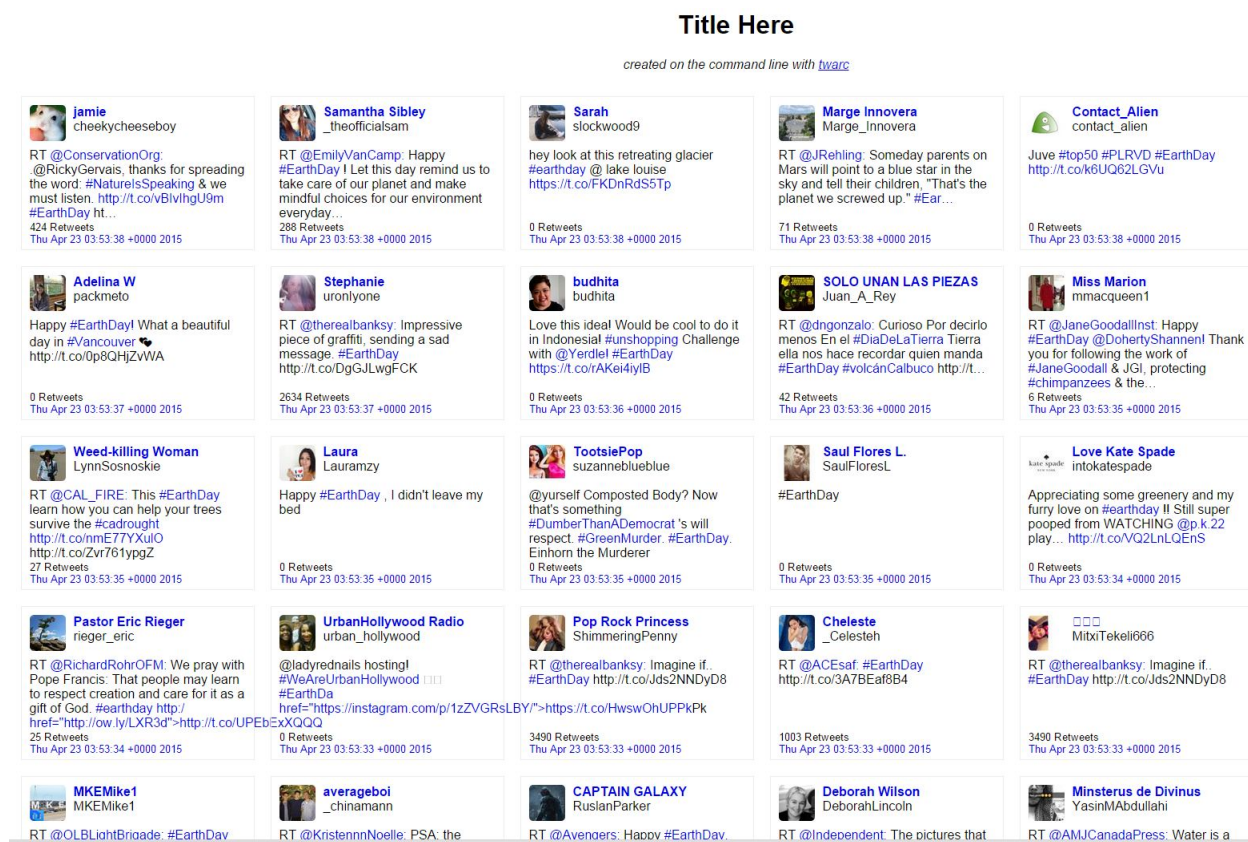 Title Here
created on the command line with twarc
jamie
cheekycheeseboy
RT @ConservationOrg:
.@RickyGervais, thanks for spreading
the word: #NatureIsSpeaking & we
must listen. http://t.co/vBlvlhgU9m
#EarthDay ht…
424 Retweets
Thu Apr 23 03:53:38 +0000 2015
Samantha Sibley
_theofficialsam
RT @EmilyVanCamp: Happy
#EarthDay ! Let this day remind us to
take care of our planet and make
mindful choices for our environment
everyday…
288 Retweets
Thu Apr 23 03:53:38 +0000 2015
Sarah
slockwood9
hey look at this retreating glacier
#earthday @ lake louise
https://t.co/FKDnRdS5Tp
0 Retweets
Thu Apr 23 03:53:38 +0000 2015
Marge Innovera
Marge_Innovera
RT @JRehling: Someday parents on
Mars will point to a blue star in the
sky and tell their children, "That's the
planet we screwed up." #Ear…
71 Retweets
Thu Apr 23 03:53:38 +0000 2015
Contact_Alien
contact_alien
Juve #top50 #PLRVD #EarthDay
http://t.co/k6UQ62LGVu
0 Retweets
Thu Apr 23 03:53:38 +0000 2015
Adelina W
packmeto
Happy #EarthDay! What a beautiful
day in #Vancouver
http://t.co/0p8QHjZvWA
0 Retweets
Thu Apr 23 03:53:37 +0000 2015
Stephanie
uronlyone
RT @therealbanksy: Impressive
piece of graffiti, sending a sad
message. #EarthDay
http://t.co/DgGJLwgFCK
2634 Retweets
Thu Apr 23 03:53:37 +0000 2015
budhita
budhita
Love this idea! Would be cool to do it
in Indonesia! #unshopping Challenge
with @Yerdle! #EarthDay
https://t.co/rAKei4iylB
0 Retweets
Thu Apr 23 03:53:36 +0000 2015
SOLO UNAN LAS PIEZAS
Juan_A_Rey
RT @dngonzalo: Curioso Por decirlo
menos En el #DiaDeLaTierra Tierra
ella nos hace recordar quien manda
#EarthDay #volcánCalbuco http://t…
42 Retweets
Thu Apr 23 03:53:36 +0000 2015
Miss Marion
mmacqueen1
RT @JaneGoodallInst: Happy
#EarthDay @DohertyShannen! Thank
you for following the work of
#JaneGoodall & JGI, protecting
#chimpanzees & the…
6 Retweets
Thu Apr 23 03:53:35 +0000 2015
Weed-killing Woman
LynnSosnoskie
RT @CAL_FIRE: This #EarthDay
learn how you can help your trees
survive the #cadrought
http://t.co/nmE77YXulO
http://t.co/Zvr761ypgZ
27 Retweets
Thu Apr 23 03:53:35 +0000 2015
Laura
Lauramzy
Happy #EarthDay , I didn't leave my
bed
0 Retweets
Thu Apr 23 03:53:35 +0000 2015
TootsiePop
suzanneblueblue
@yurself Composted Body? Now
that's something
#DumberThanADemocrat 's will
respect. #GreenMurder. #EarthDay.
Einhorn the Murderer
0 Retweets
Thu Apr 23 03:53:35 +0000 2015
Saul Flores L.
SaulFloresL
#EarthDay
0 Retweets
Thu Apr 23 03:53:35 +0000 2015
kate spade
Love Kate Spade
intokatespade
Appreciating some greenery and my
furry love on #earthday !! Still super
pooped from WATCHING @p.k.22
play… http://t.co/VQ2LnLQEnS
0 Retweets
Thu Apr 23 03:53:34 +0000 2015
Pastor Eric Rieger
rieger_eric
RT @RichardRohrOFM: We pray with
Pope Francis: That people may learn
to respect creation and care for it as a
gift of God. #earthday http:/
href="http://ow.ly/LXR3d">http://t.co/UPEbExXQQQ
25 Retweets
Thu Apr 23 03:53:34 +0000 2015
UrbanHollywood Radio
urban_hollywood
@ladyrednails hosting!
#WeAreUrbanHollywood □□
#EarthDa
href="https://instagram.com/p/1zZVGRsLBY/">https://t.co/HwswOhUPPkPk
0 Retweets
Thu Apr 23 03:53:33 +0000 2015
Pop Rock Princess
ShimmeringPenny
RT @therealbanksy: Imagine if..
#EarthDay http://t.co/Jds2NNDyD8
3490 Retweets
Thu Apr 23 03:53:33 +0000 2015
Cheleste
_Celesteh
RT @ACEsaf: #EarthDay
http://t.co/3A7BEaf8B4
1003 Retweets
Thu Apr 23 03:53:33 +0000 2015
□□□
MitxiTekeli666
RT @therealbanksy: Imagine if..
#EarthDay http://t.co/Jds2NNDyD8
3490 Retweets
Thu Apr 23 03:53:33 +0000 2015
MKEMike1
MKEMike1
RT @OLBLightBrigade: #EarthDay
averageboi
_chinamann
RT @KristennnNoelle: PSA: the
CAPTAIN GALAXY
RuslanParker
RT @Avengers: Happy #EarthDay,
Deborah Wilson
DeborahLincoln
RT @Independent: The pictures that
Minsterus de Divinus
YasinMAbdullahi
RT @AMJCanadaPress: Water is a